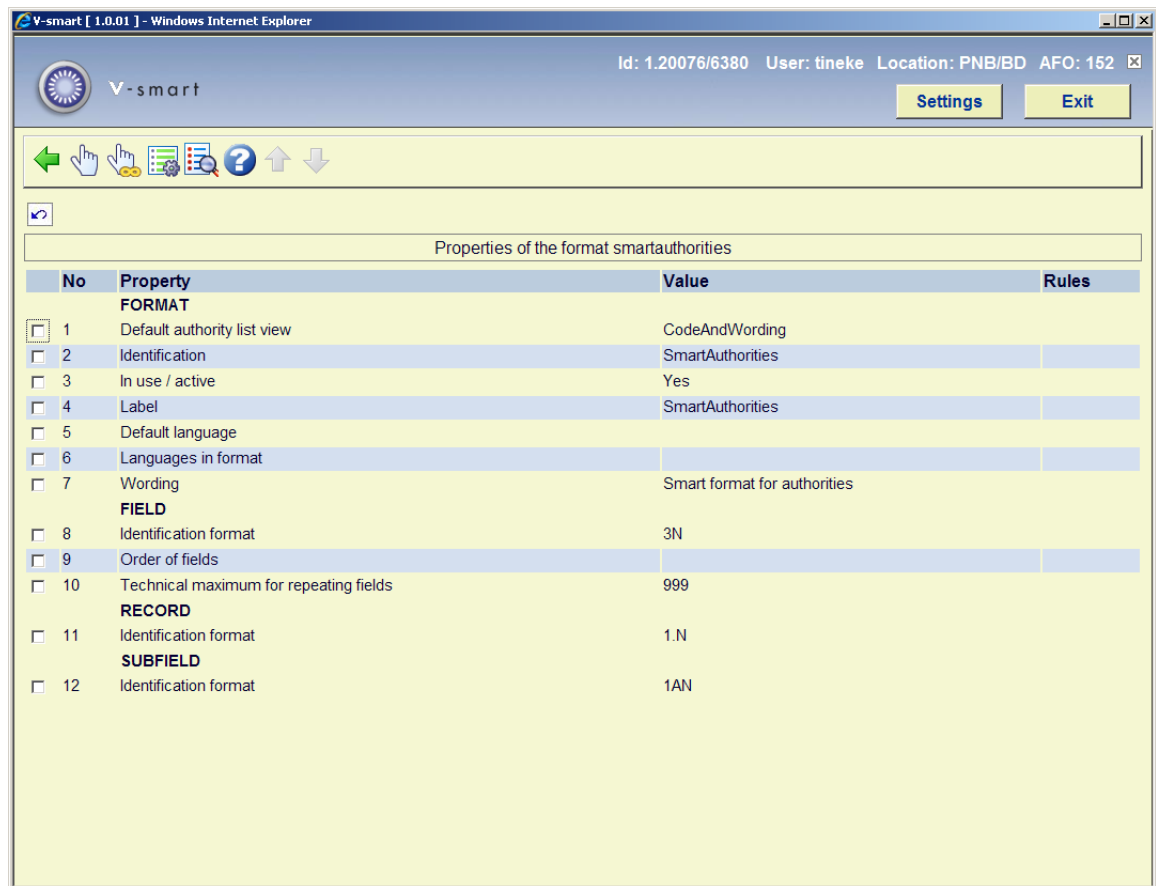 V-smart [ 1.0.01 ] - Windows Internet Explorer
Id: 1.20076/6380 User: tineke Location: PNB/BD AFO: 152
V-smart
Settings Exit
Properties of the format smartauthorities
No Property Value Rules
FORMAT
1 Default authority list view CodeAndWording
2 Identification SmartAuthorities
3 In use / active Yes
4 Label SmartAuthorities
5 Default language
6 Languages in format
7 Wording Smart format for authorities
FIELD
8 Identification format 3N
9 Order of fields
10 Technical maximum for repeating fields 999
RECORD
11 Identification format 1.N
SUBFIELD
12 Identification format 1AN